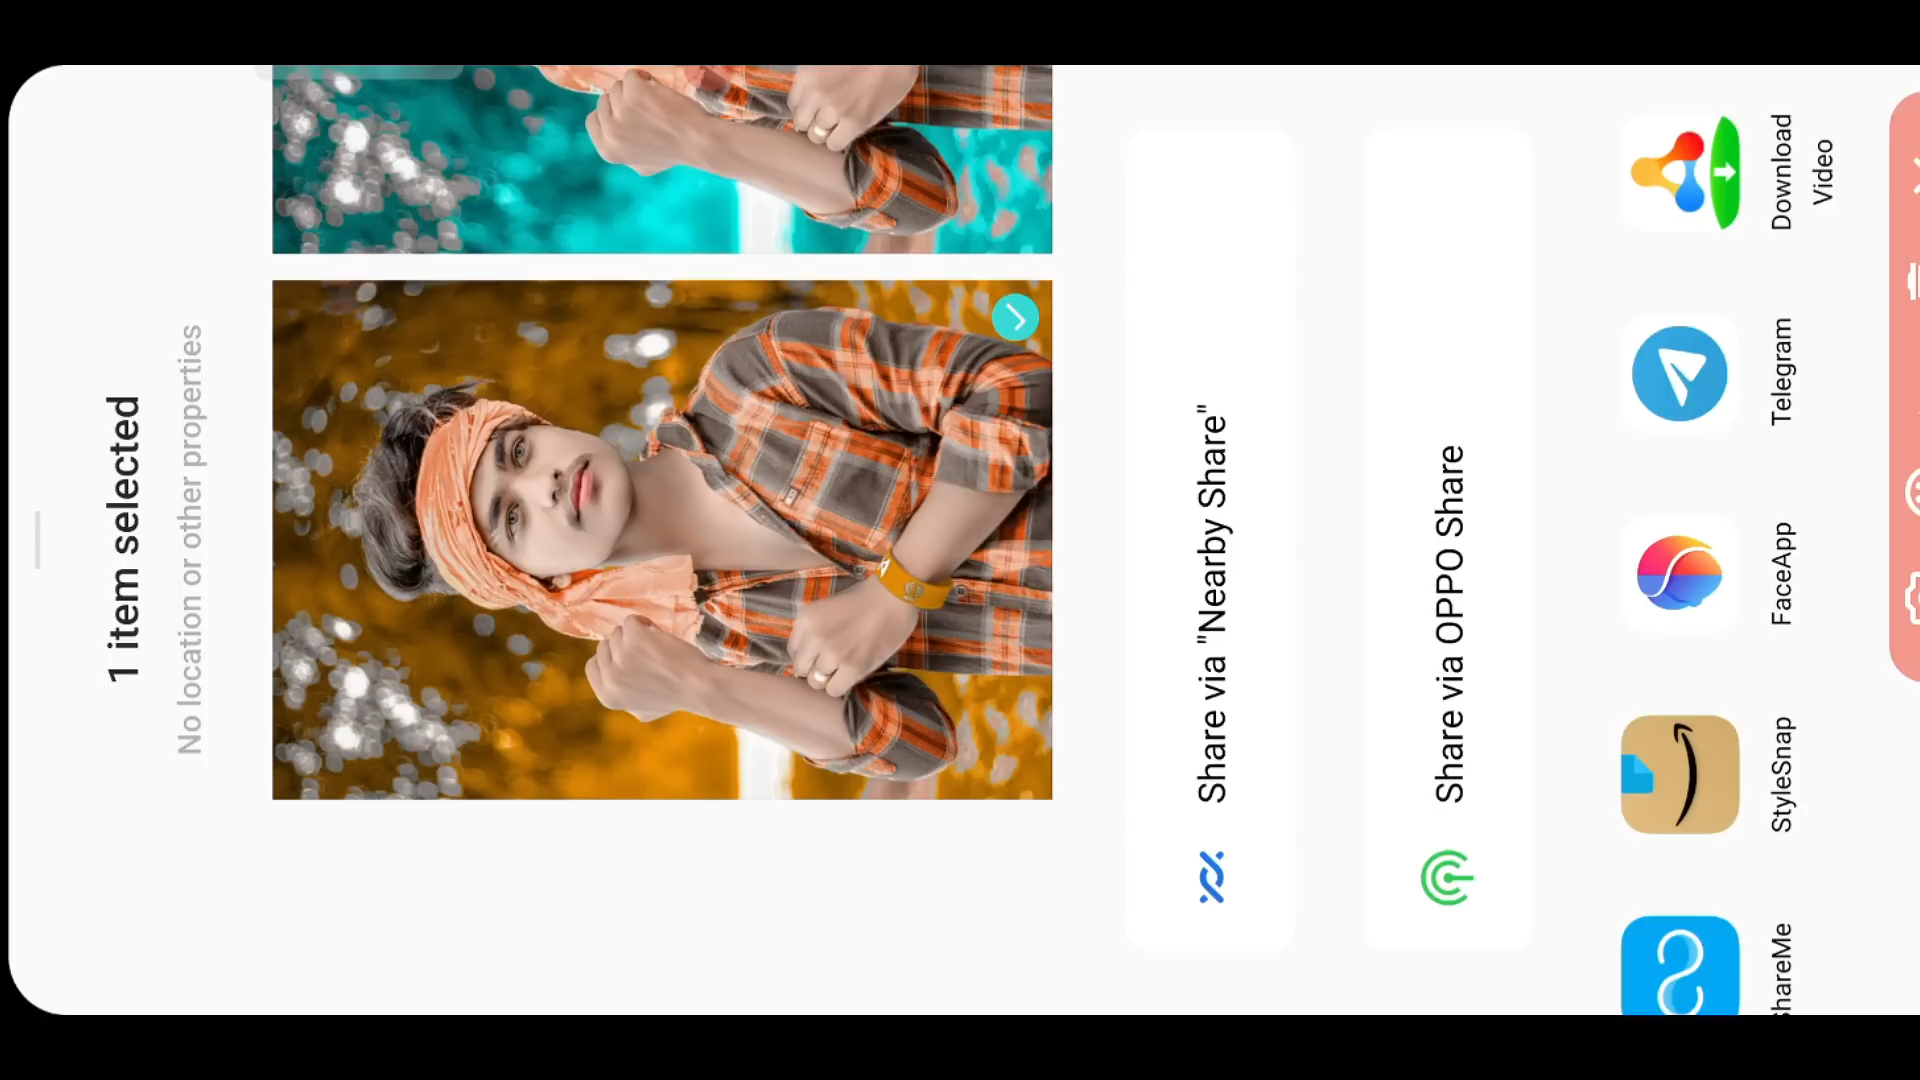 1 item selected
No location or other properties
Share via "Nearby Share"
Share via OPPO Share
ShareMe
StyleSnap
FaceApp
Telegram
Download
Video